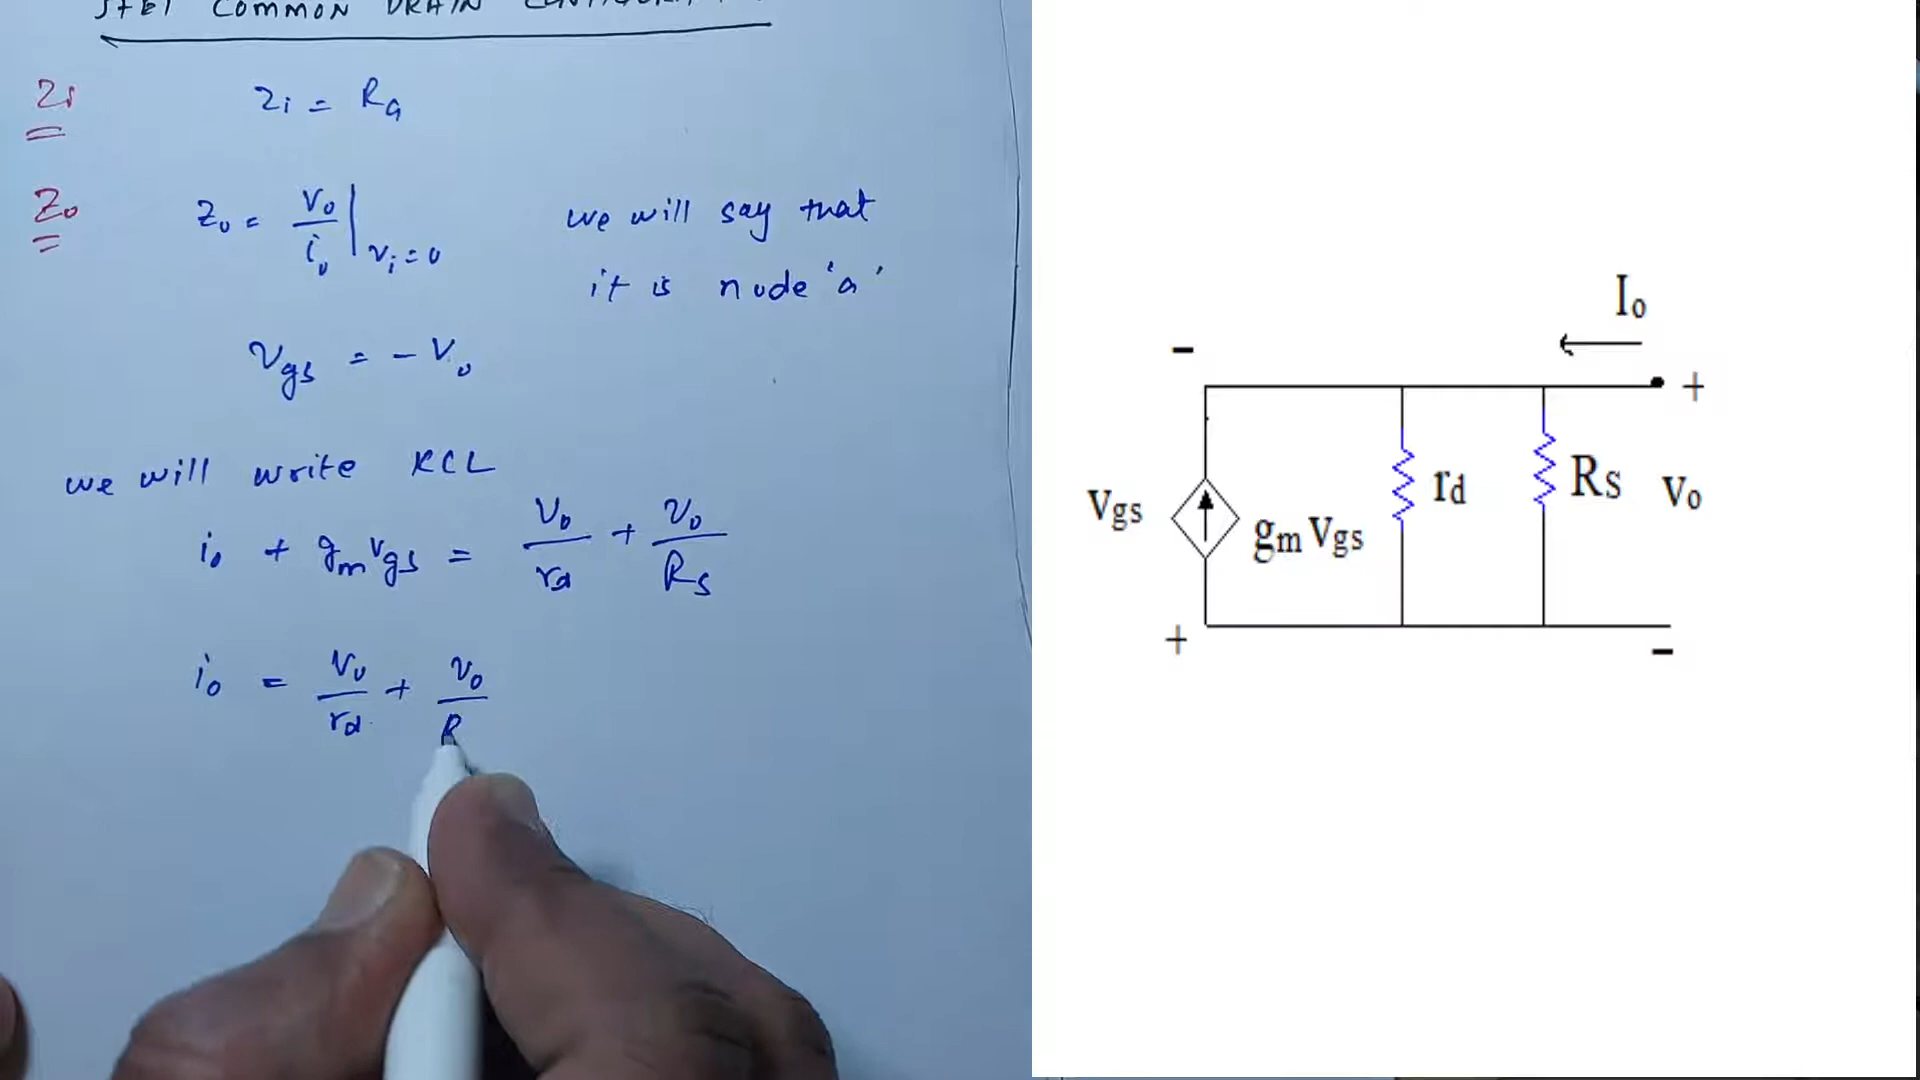 COMMON DRAIN
Zi
Zi = RG
Zo
Zo = Vo/io | Vi = 0
we will say that
it is node 'a'
Vgs = - Vo
we will write KCL
io + gm Vgs = Vo/rd + Vo/Rs
io = Vo/rd + Vo/R
Io
-
+
Vgs
gm Vgs
rd
Rs
Vo
+
-